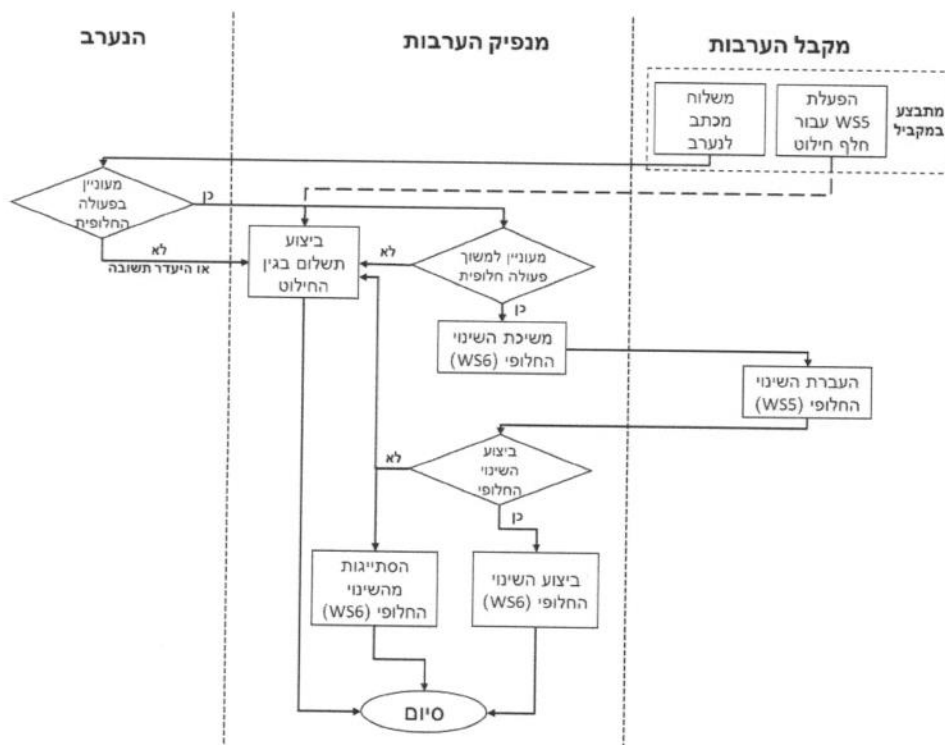 מקבל הערבות
מנפיק הערבות
הנערב
מתבצע
במקביל
הפעלת
WS5 עבור
חלף חילוט
משלוח
מכתב
לנערב
מעוניין
בפעולה
החלופית
כן
לא
או היעדר תשובה
ביצוע
תשלום בגין
החילוט
לא
מעוניין למשוך
פעולה חלופית
כן
משיכת השינוי
החלופי (WS6)
העברת השינוי
החלופי (WS5)
ביצוע
השינוי
החלופי
לא
כן
הסתייגות
מהשינוי
החלופי (WS6)
ביצוע השינוי
החלופי (WS6)
סיום